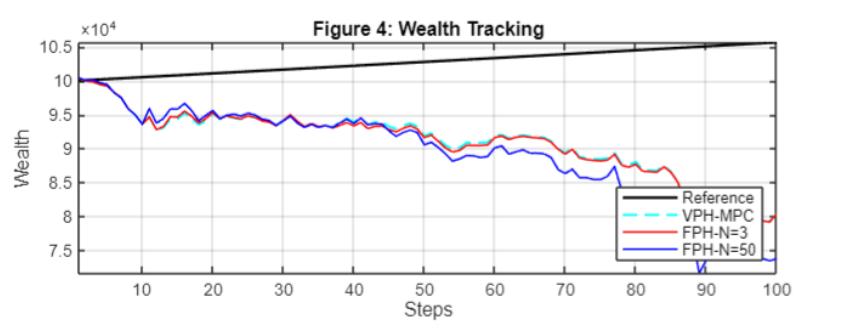 ×10⁴
Figure 4: Wealth Tracking
10.5
10
9.5
9
8.5
8
7.5
Wealth
Reference
VPH-MPC
FPH-N=3
FPH-N=50
10 20 30 40 50 60 70 80 90 100
Steps